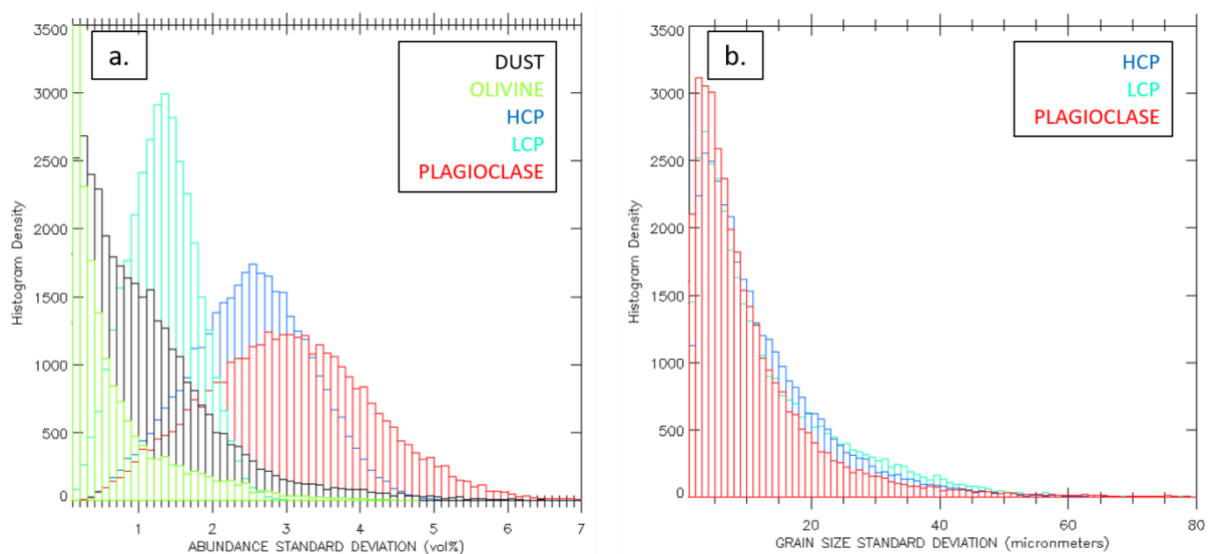 a.
DUST
OLIVINE
HCP
LCP
PLAGIOCLASE
3500
3000
2500
2000
1500
1000
500
0
Histogram Density
1 2 3 4 5 6 7
ABUNDANCE STANDARD DEVIATION (vol%)
b.
HCP
LCP
PLAGIOCLASE
3500
3000
2500
2000
1500
1000
500
0
Histogram Density
20 40 60 80
GRAIN SIZE STANDARD DEVIATION (micronmeters)